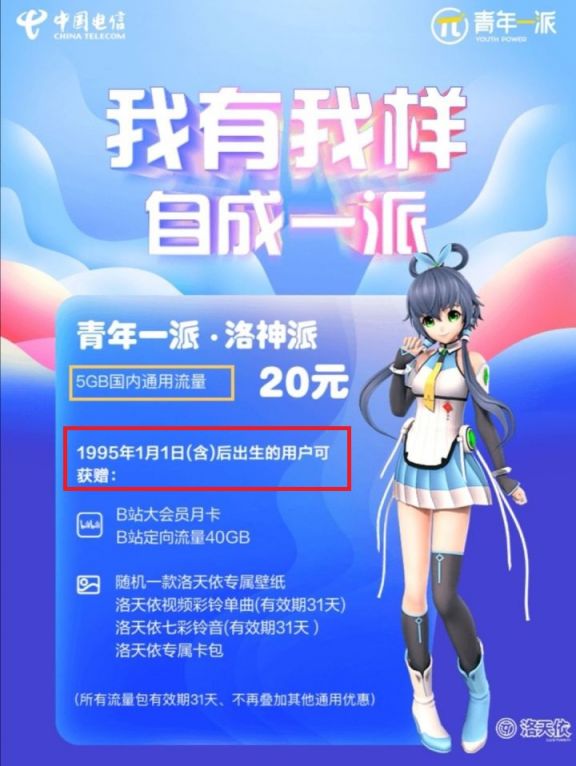 中国电信
CHINA TELECOM
青年一派
YOUTH POWER
我有我样
自成一派
青年一派·洛神派
5GB国内通用流量
20元
1995年1月1日(含)后出生的用户可
获赠：
B站大会员月卡
B站定向流量40GB
随机一款洛天依专属壁纸
洛天依视频彩铃单曲(有效期31天)
洛天依七彩铃音(有效期31天 )
洛天依专属卡包
(所有流量包有效期31天、不再叠加其他通用优惠)
洛天依